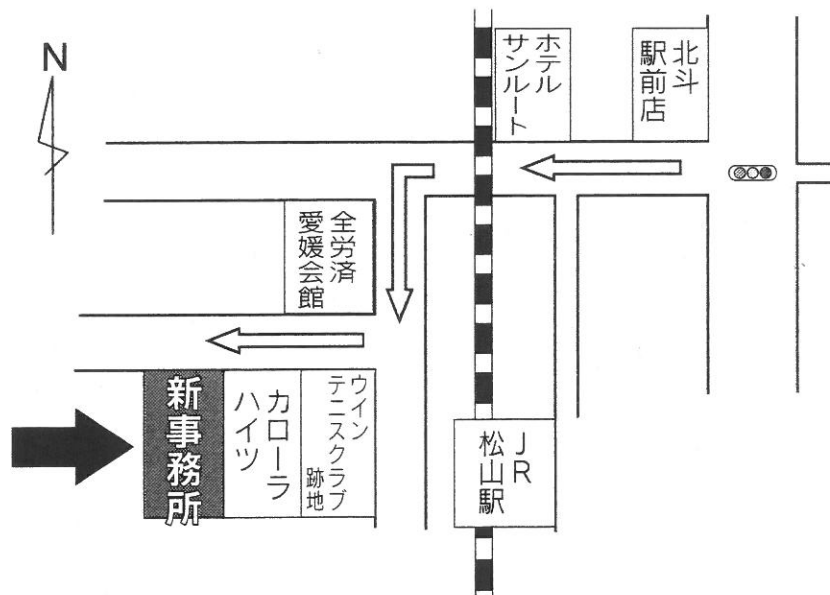 N
ホテル
サンルート
北斗
駅前店
全労済
愛媛会館
新事務所
カローラ
ハイツ
ウイン
テニスクラブ
跡地
JR
松山駅